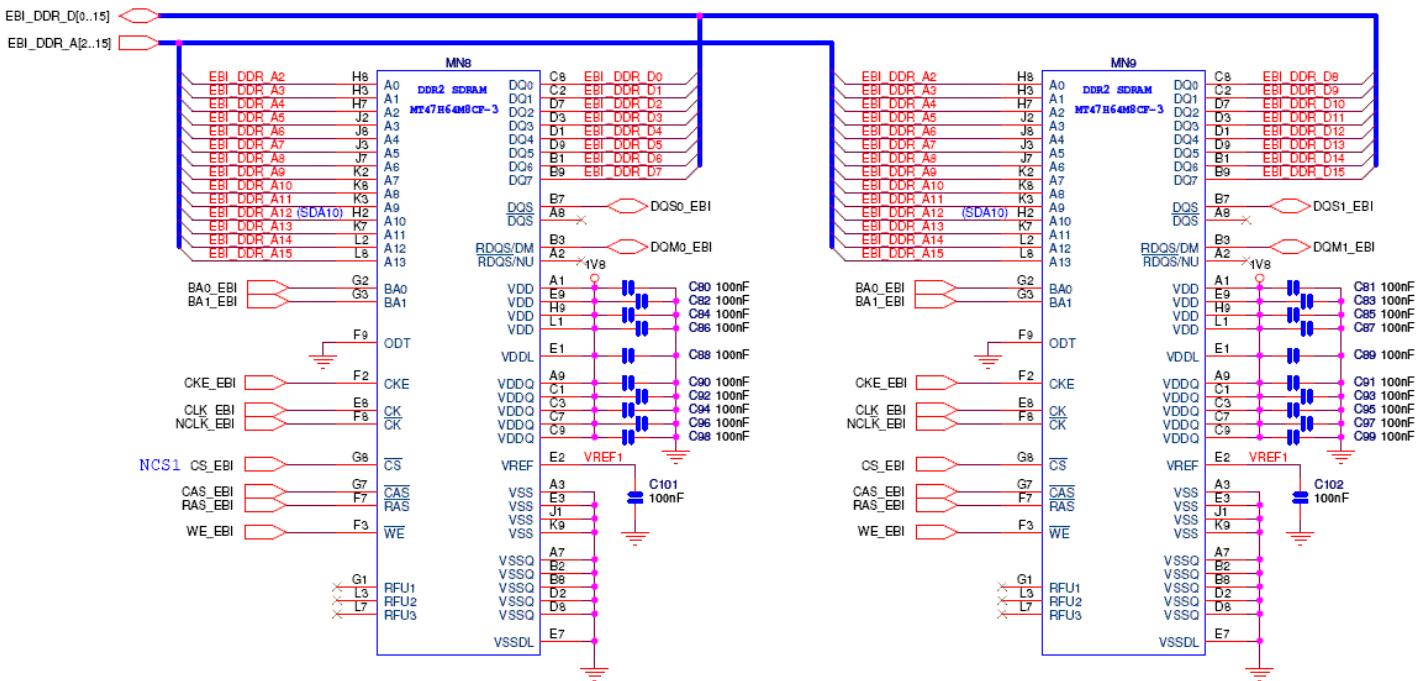 EBI_DDR_D[0..15]
EBI_DDR_A[2..15]
MN8
DDR2 SDRAM
MT47H64M8CF-3
EBI_DDR_A2 H8 A0
EBI_DDR_A3 H3 A1
EBI_DDR_A4 H7 A2
EBI_DDR_A5 J2 A3
EBI_DDR_A6 J8 A4
EBI_DDR_A7 J3 A5
EBI_DDR_A8 J7 A6
EBI_DDR_A9 K2 A7
EBI_DDR_A10 K8 A8
EBI_DDR_A11 K3 A9
EBI_DDR_A12 (SDA10) H2 A10
EBI_DDR_A13 K7 A11
EBI_DDR_A14 L2 A12
EBI_DDR_A15 L8 A13
BA0_EBI G2 BA0
BA1_EBI G3 BA1
F9 ODT
CKE_EBI F2 CKE
CLK_EBI E8 CK
NCLK_EBI F8 CK
NCS1 CS_EBI G8 CS
CAS_EBI G7 CAS
RAS_EBI F7 RAS
WE_EBI F3 WE
G1 RFU1
L3 RFU2
L7 RFU3
DQ0 C8 EBI_DDR_D0
DQ1 C2 EBI_DDR_D1
DQ2 D7 EBI_DDR_D2
DQ3 D3 EBI_DDR_D3
DQ4 D1 EBI_DDR_D4
DQ5 D9 EBI_DDR_D5
DQ6 B1 EBI_DDR_D6
DQ7 B9 EBI_DDR_D7
DQS B7 DQS0_EBI
DQS A8
RDQS/DM B3 DQM0_EBI
RDQS/NU A2
1V8
VDD A1 C80 100nF
VDD E9 C82 100nF
VDD H9 C84 100nF
VDD L1 C86 100nF
VDDL E1 C88 100nF
VDDQ A9 C90 100nF
VDDQ C1 C92 100nF
VDDQ C3 C94 100nF
VDDQ C7 C96 100nF
VDDQ C9 C98 100nF
VREF E2 VREF1
C101
100nF
VSS A3
VSS E3
VSS J1
VSS K9
VSSQ A7
VSSQ B2
VSSQ B8
VSSQ D2
VSSQ D8
VSSDL E7
MN9
DDR2 SDRAM
MT47H64M8CF-3
EBI_DDR_A2 H8 A0
EBI_DDR_A3 H3 A1
EBI_DDR_A4 H7 A2
EBI_DDR_A5 J2 A3
EBI_DDR_A6 J8 A4
EBI_DDR_A7 J3 A5
EBI_DDR_A8 J7 A6
EBI_DDR_A9 K2 A7
EBI_DDR_A10 K8 A8
EBI_DDR_A11 K3 A9
EBI_DDR_A12 (SDA10) H2 A10
EBI_DDR_A13 K7 A11
EBI_DDR_A14 L2 A12
EBI_DDR_A15 L8 A13
BA0_EBI G2 BA0
BA1_EBI G3 BA1
F9 ODT
CKE_EBI F2 CKE
CLK_EBI E8 CK
NCLK_EBI F8 CK
CS_EBI G8 CS
CAS_EBI G7 CAS
RAS_EBI F7 RAS
WE_EBI F3 WE
G1 RFU1
L3 RFU2
L7 RFU3
DQ0 C8 EBI_DDR_D8
DQ1 C2 EBI_DDR_D9
DQ2 D7 EBI_DDR_D10
DQ3 D3 EBI_DDR_D11
DQ4 D1 EBI_DDR_D12
DQ5 D9 EBI_DDR_D13
DQ6 B1 EBI_DDR_D14
DQ7 B9 EBI_DDR_D15
DQS B7 DQS1_EBI
DQS A8
RDQS/DM B3 DQM1_EBI
RDQS/NU A2
1V8
VDD A1 C81 100nF
VDD E9 C83 100nF
VDD H9 C85 100nF
VDD L1 C87 100nF
VDDL E1 C89 100nF
VDDQ A9 C91 100nF
VDDQ C1 C93 100nF
VDDQ C3 C95 100nF
VDDQ C7 C97 100nF
VDDQ C9 C99 100nF
VREF E2 VREF1
C102
100nF
VSS A3
VSS E3
VSS J1
VSS K9
VSSQ A7
VSSQ B2
VSSQ B8
VSSQ D2
VSSQ D8
VSSDL E7